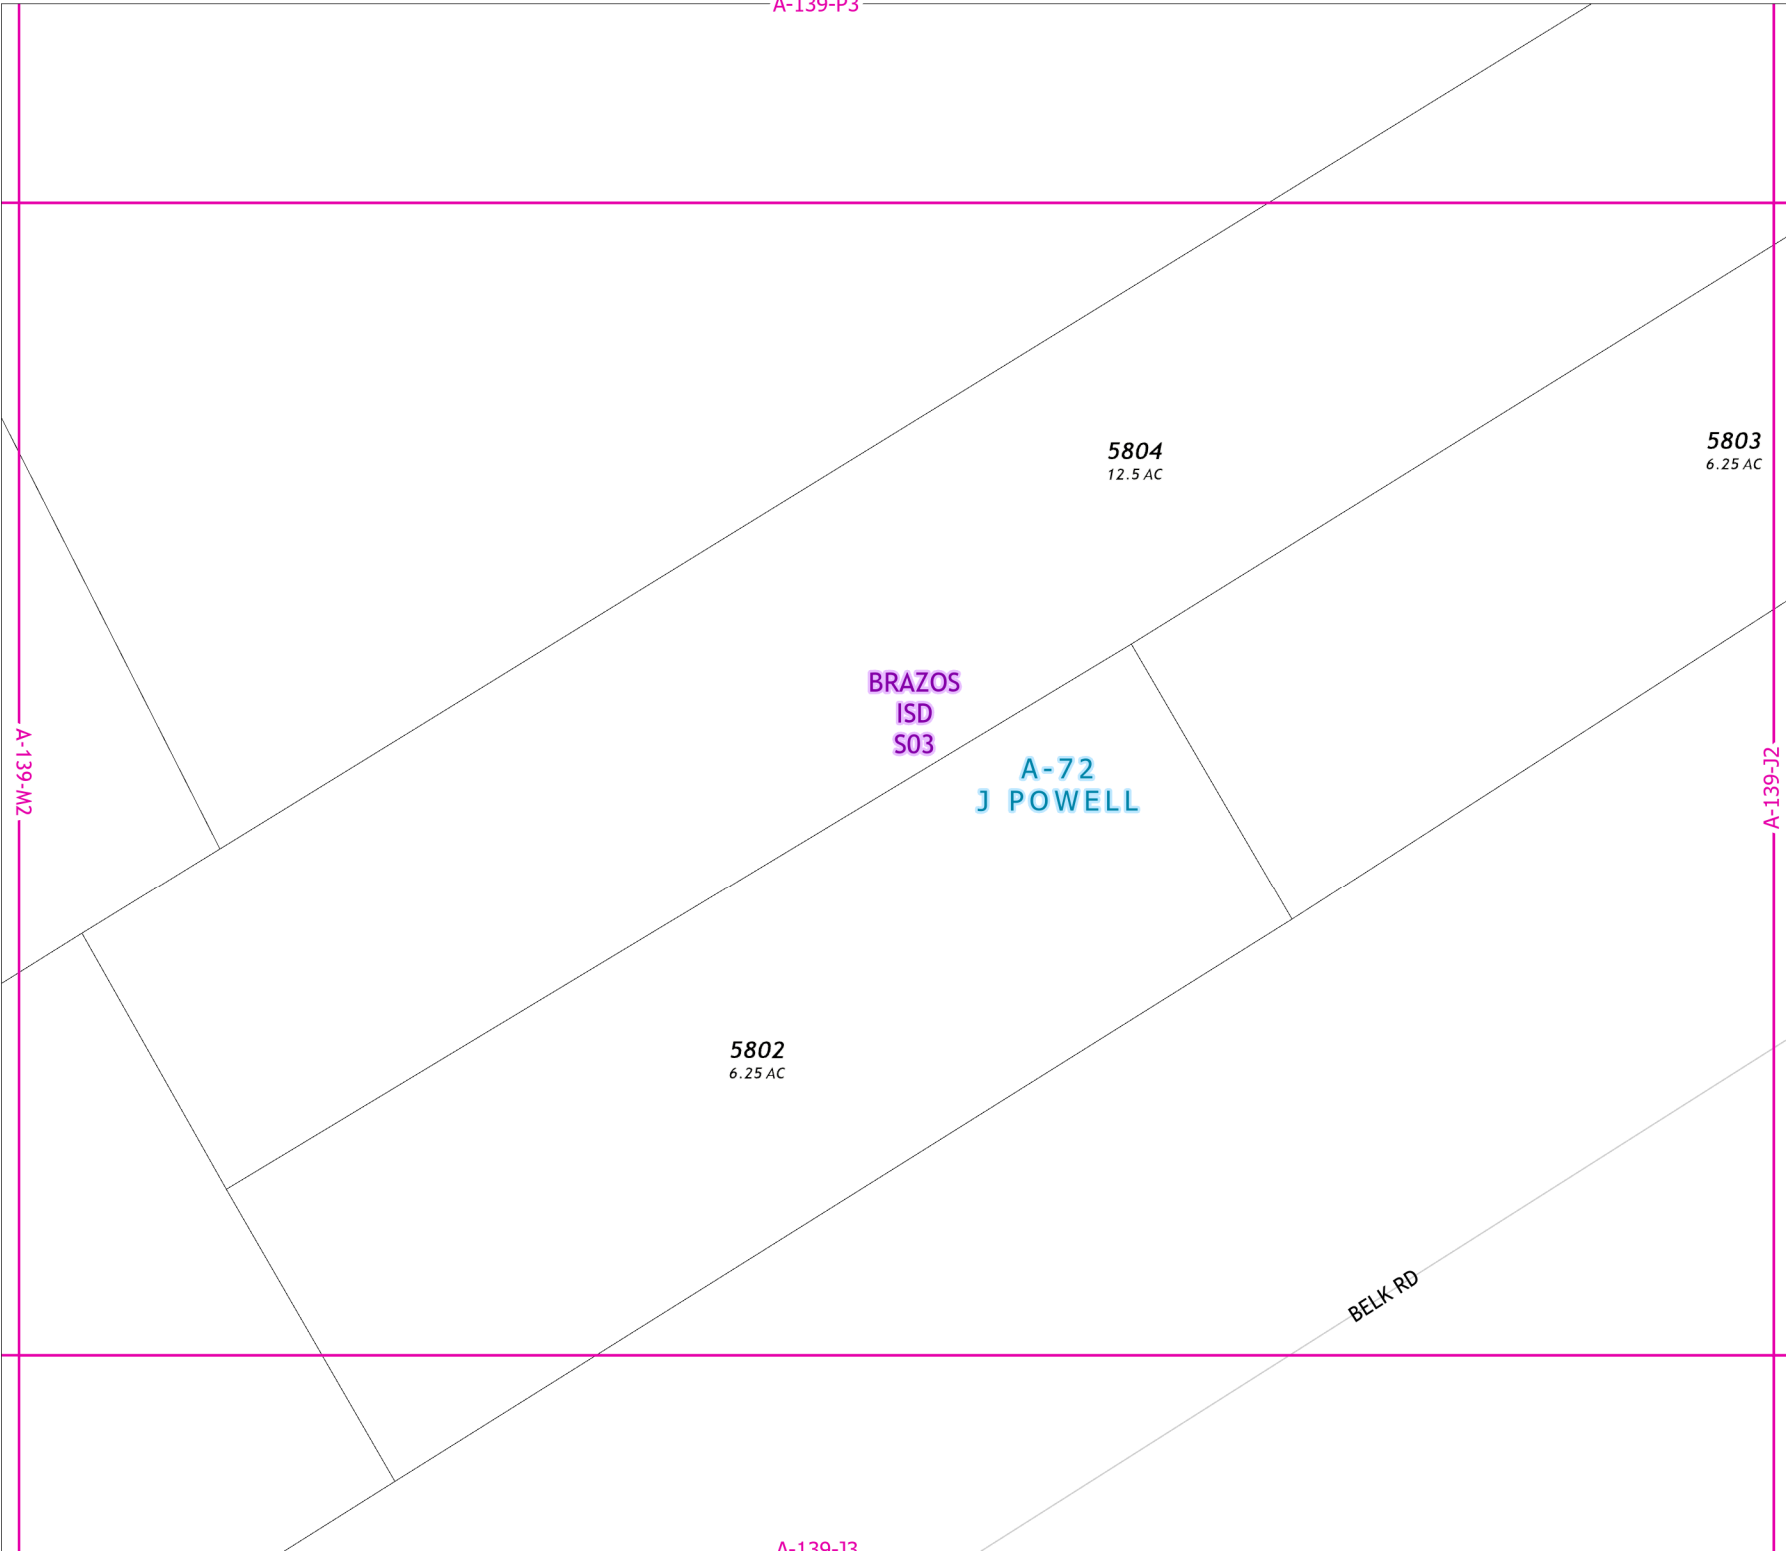 A-139-P3
5804
12.5 AC
5803
6.25 AC
BRAZOS
ISD
S03
A-72
J POWELL
A-139-M2
A-139-J2
5802
6.25 AC
BELK RD
A-139-J3